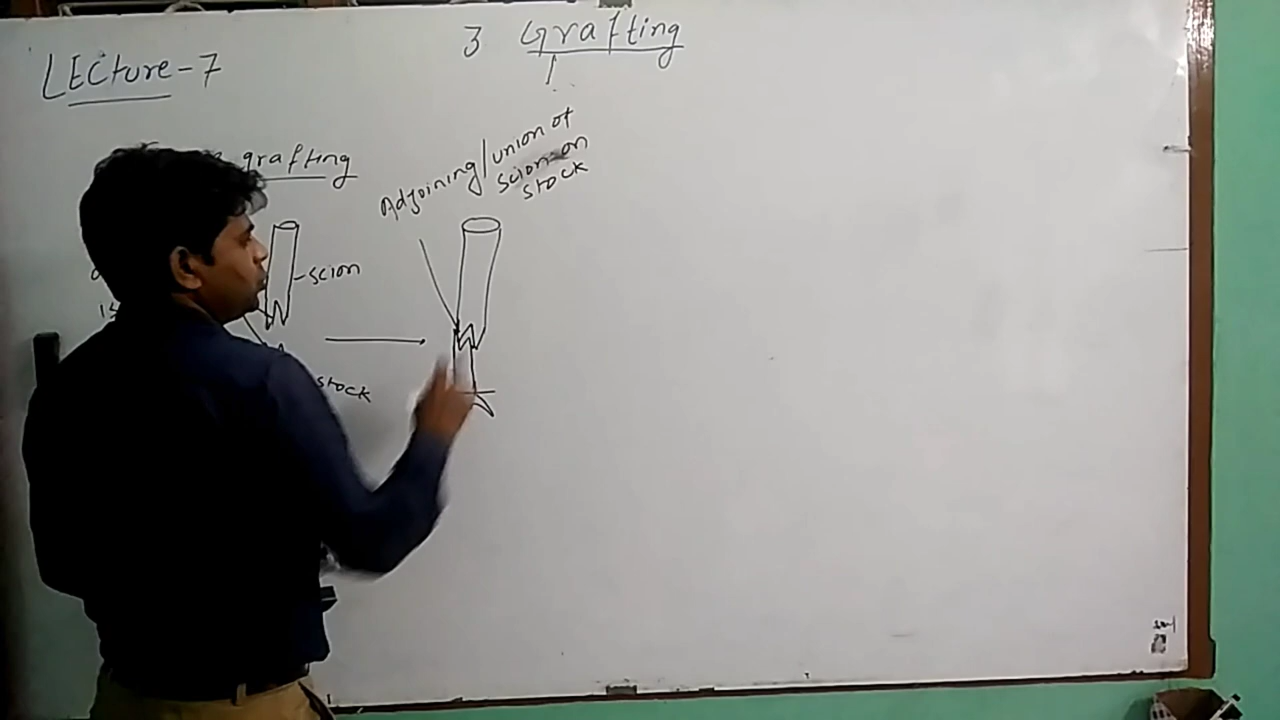 LECture-7
3 Grafting
grafting
Adjoining/union of
scion on
stock
scion
stock